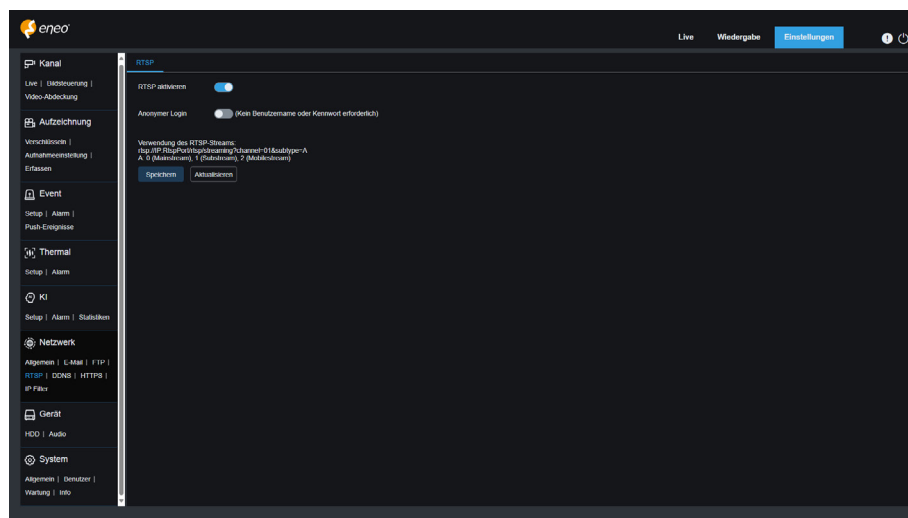 eneo
Live Wiedergabe Einstellungen
Kanal
Live | Bildsteuerung |
Video-Abdeckung
Aufzeichnung
Verschlüsseln |
Aufnahmeeinstellung |
Erfassen
Event
Setup | Alarm |
Push-Ereignisse
Thermal
Setup | Alarm
KI
Setup | Alarm | Statistiken
Netzwerk
Allgemein | E-Mail | FTP |
RTSP | DDNS | HTTPS |
IP Filter
Gerät
HDD | Audio
System
Allgemein | Benutzer |
Wartung | Info
RTSP
RTSP aktivieren
Anonymer Login (Kein Benutzername oder Kennwort erforderlich)
Verwendung des RTSP-Streams:
rtsp://IP:RtspPort/rtsp/streaming?channel=01&subtype=A
A: 0 (Mainstream), 1 (Substream), 2 (Mobilestream)
Speichern Aktualisieren